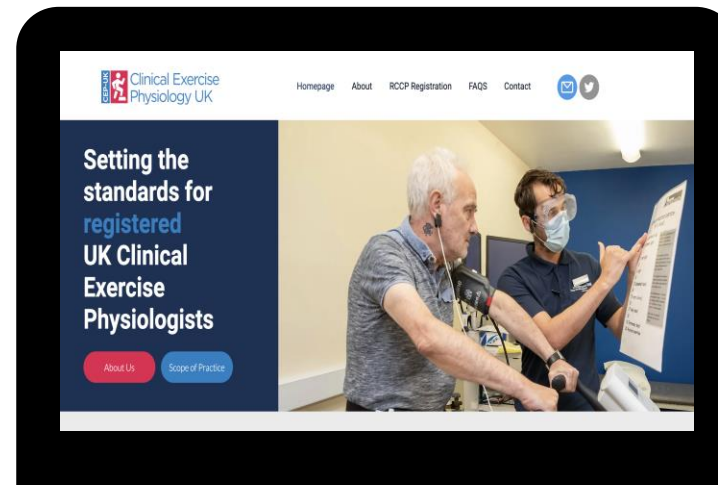 CEP-UK
Clinical Exercise
Physiology UK
Homepage About RCCP Registration FAQS Contact
Setting the
standards for
registered
UK Clinical
Exercise
Physiologists
About Us Scope of Practice